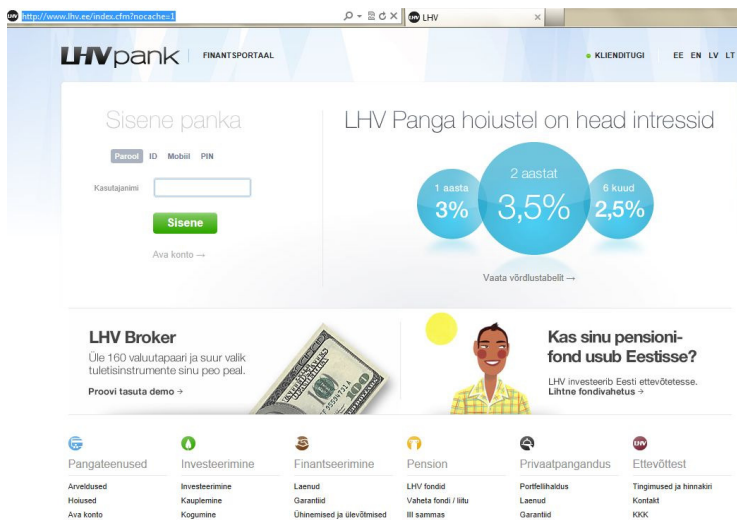 http://www.lhv.ee/index.cfm?nocache=1
LHV
LHVpank
FINANTSPORTAAL
KLIENDITUGI
EE EN LV LT
Sisene panka
Parool ID Mobiil PIN
Kasutajanimi
Sisene
Ava konto →
LHV Panga hoiustel on head intressid
1 aasta
3%
2 aastat
3,5%
6 kuud
2,5%
Vaata võrdlustabelit →
LHV Broker
Üle 160 valuutapaari ja suur valik
tuletisinstrumente sinu peo peal.
Proovi tasuta demo →
100
Kas sinu pensioni-
fond usub Eestisse?
LHV investeerib Eesti ettevõtetesse.
Lihtne fondivahetus →
Pangateenused
Arveldused
Hoiused
Ava konto
Investeerimine
Investeerimine
Kauplemine
Kogumine
Finantseerimine
Laenud
Garantiid
Ühinemised ja ülevõtmised
Pension
LHV fondid
Vaheta fondi / liitu
III sammas
Privaatpangandus
Portfellihaldus
Laenud
Garantiid
LHV
Ettevõttest
Tingimused ja hinnakiri
Kontakt
KKK